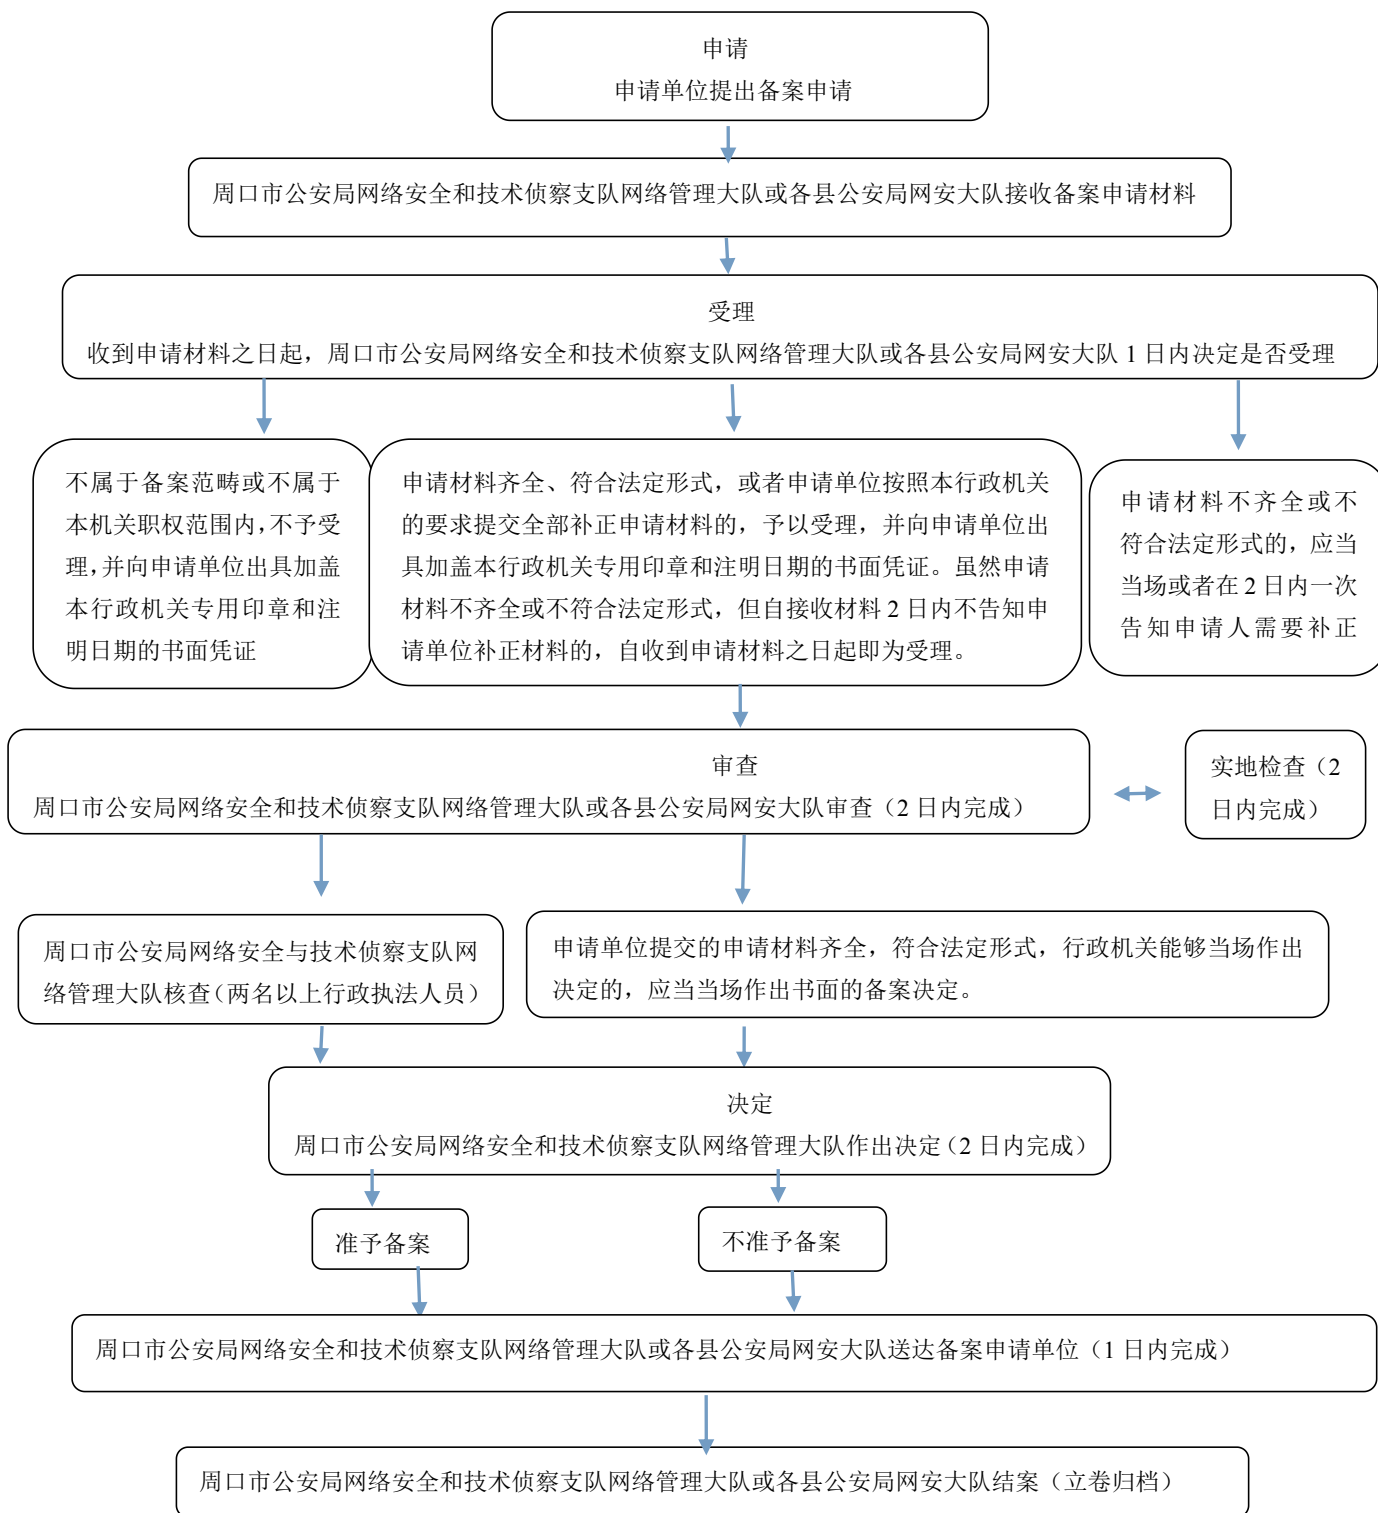 申请
申请单位提出备案申请
周口市公安局网络安全和技术侦察支队网络管理大队或各县公安局网安大队接收备案申请材料
受理
收到申请材料之日起，周口市公安局网络安全和技术侦察支队网络管理大队或各县公安局网安大队 1 日内决定是否受理
不属于备案范畴或不属于
本机关职权范围内，不予受
理，并向申请单位出具加盖
本行政机关专用印章和注
明日期的书面凭证
申请材料齐全、符合法定形式，或者申请单位按照本行政机关
的要求提交全部补正申请材料的，予以受理，并向申请单位出
具加盖本行政机关专用印章和注明日期的书面凭证。虽然申请
材料不齐全或不符合法定形式，但自接收材料 2 日内不告知申
请单位补正材料的，自收到申请材料之日起即为受理。
申请材料不齐全或不
符合法定形式的，应当
当场或者在 2 日内一次
告知申请人需要补正
审查
周口市公安局网络安全和技术侦察支队网络管理大队或各县公安局网安大队审查（2 日内完成）
实地检查（2
日内完成）
周口市公安局网络安全与技术侦察支队网
络管理大队核查（两名以上行政执法人员）
申请单位提交的申请材料齐全，符合法定形式，行政机关能够当场作出
决定的，应当当场作出书面的备案决定。
决定
周口市公安局网络安全和技术侦察支队网络管理大队作出决定（2 日内完成）
准予备案
不准予备案
周口市公安局网络安全和技术侦察支队网络管理大队或各县公安局网安大队送达备案申请单位（1 日内完成）
周口市公安局网络安全和技术侦察支队网络管理大队或各县公安局网安大队结案（立卷归档）